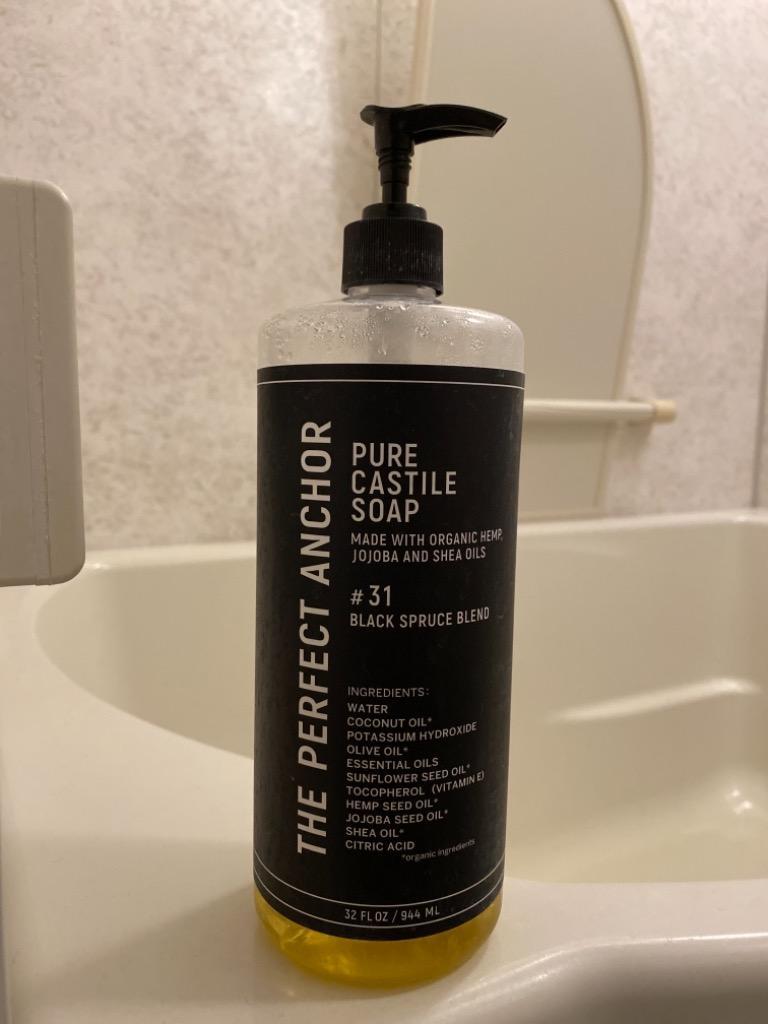 THE PERFECT ANCHOR
PURE
CASTILE
SOAP
MADE WITH ORGANIC HEMP,
JOJOBA AND SHEA OILS
#31
BLACK SPRUCE BLEND
INGREDIENTS:
WATER
COCONUT OIL*
POTASSIUM HYDROXIDE
OLIVE OIL*
ESSENTIAL OILS
SUNFLOWER SEED OIL*
TOCOPHEROL (VITAMIN E)
HEMP SEED OIL*
JOJOBA SEED OIL*
SHEA OIL*
CITRIC ACID
*organic ingredients
32 FL OZ / 944 ML